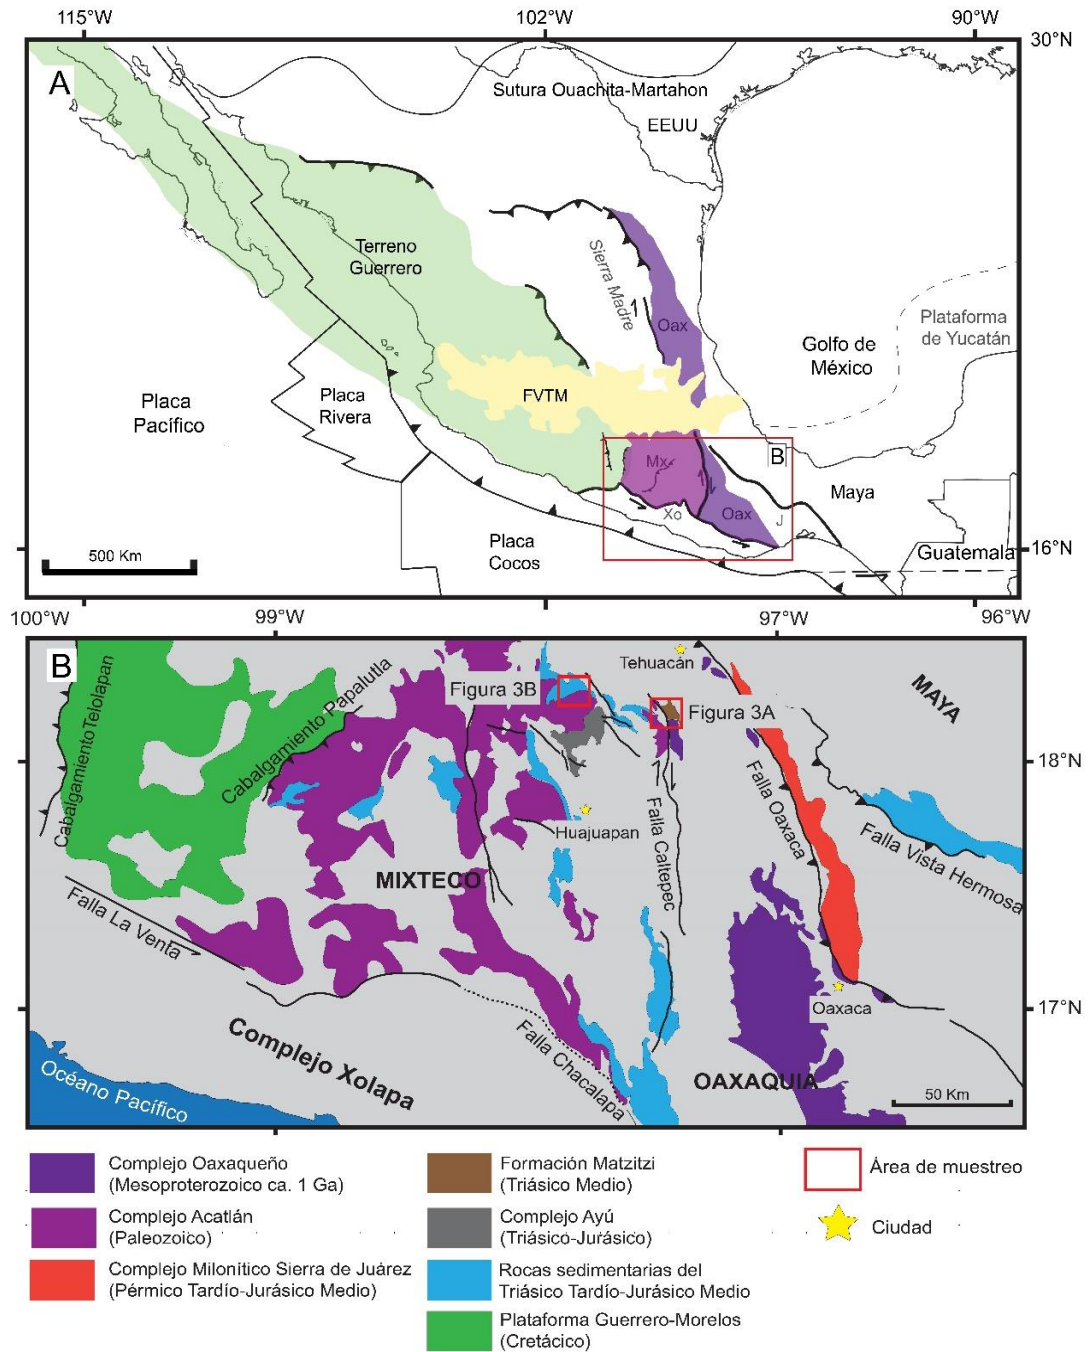 115°W
102°W
90°W
30°N
A
Sutura Ouachita-Martahon
EEUU
Terreno
Guerrero
Sierra Madre
Oax
Golfo de
México
Plataforma
de Yucatán
Placa
Pacífico
Placa
Rivera
FVTM
Mx
B
Maya
Xo
Oax
J
Placa
Cocos
Guatemala
16°N
500 Km
100°W
99°W
97°W
96°W
B
Cabalgamiento Teloloapan
Cabalgamiento Papalutla
Figura 3B
Tehuacán
Figura 3A
MAYA
18°N
Huajuapan
Falla Caltepec
Falla Oaxaca
Falla Vista Hermosa
MIXTECO
Falla La Venta
Oaxaca
17°N
Complejo Xolapa
Falla Chacalapa
OAXAQUIA
Océano Pacífico
50 Km
Complejo Oaxaqueño
(Mesoproterozoico ca. 1 Ga)
Complejo Acatlán
(Paleozoico)
Complejo Milonítico Sierra de Juárez
(Pérmico Tardío-Jurásico Medio)
Formación Matzitzi
(Triásico Medio)
Complejo Ayú
(Triásico-Jurásico)
Rocas sedimentarias del
Triásico Tardío-Jurásico Medio
Plataforma Guerrero-Morelos
(Cretácico)
Área de muestreo
Ciudad